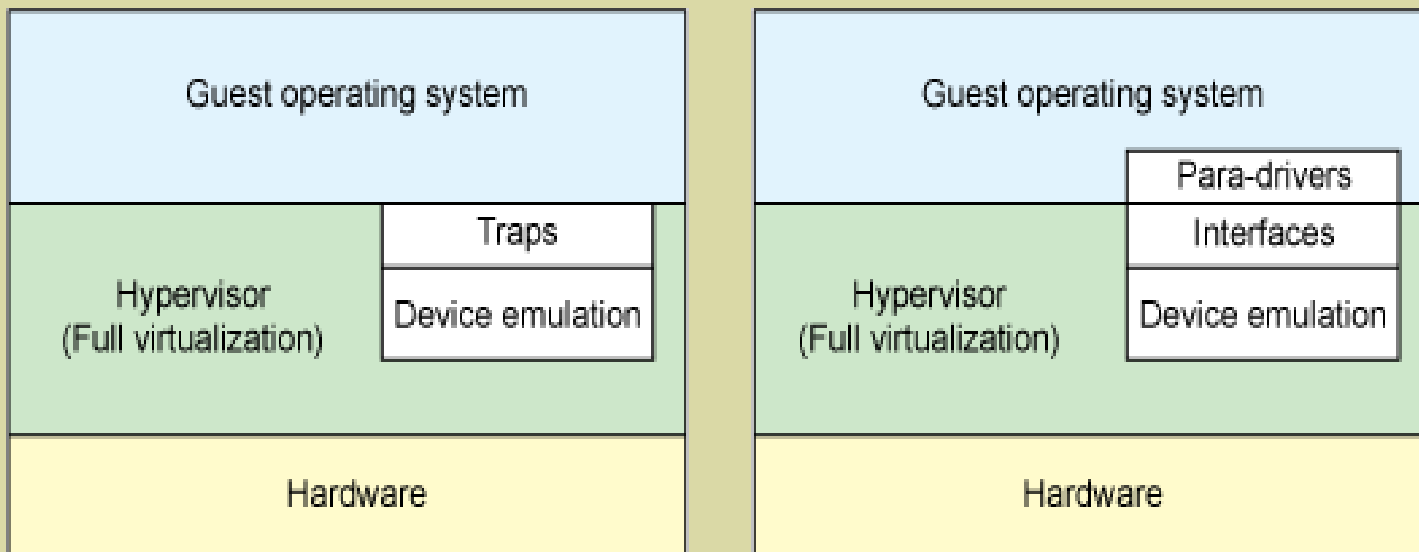 Guest operating system
Traps
Hypervisor
(Full virtualization)
Device emulation
Hardware
Guest operating system
Para-drivers
Interfaces
Hypervisor
(Full virtualization)
Device emulation
Hardware